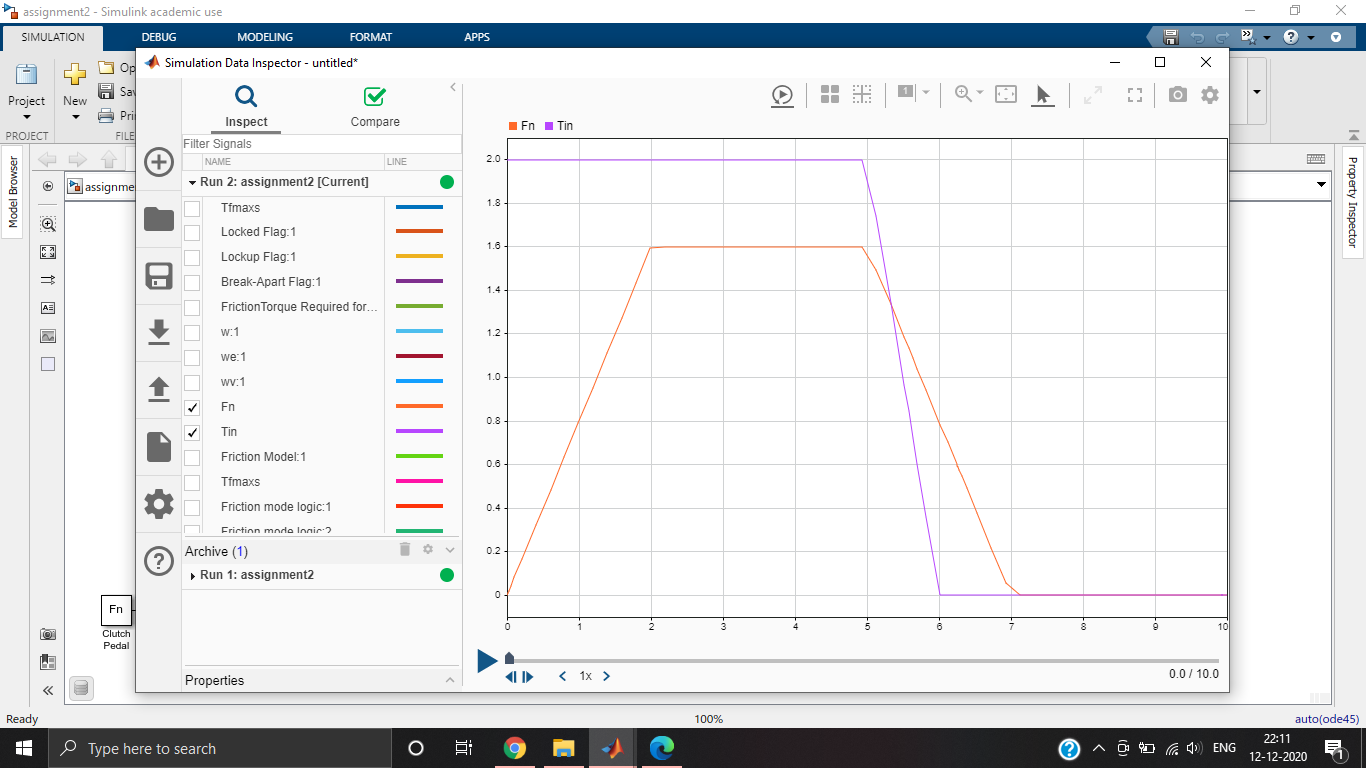 assignment2 - Simulink academic use
SIMULATION
DEBUG
MODELING
FORMAT
APPS
Project
New
Op
Sav
Prin
PROJECT
FILE
Simulation Data Inspector - untitled*
Inspect
Compare
Filter Signals
NAME
LINE
Run 2: assignment2 [Current]
Tfmaxs
Locked Flag:1
Lockup Flag:1
Break-Apart Flag:1
FrictionTorque Required for...
w:1
we:1
wv:1
Fn
Tin
Friction Model:1
Tfmaxs
Friction mode logic:1
Friction mode logic:2
Archive (1)
Run 1: assignment2
Properties
1
Fn Tin
2.0
1.8
1.6
1.4
1.2
1.0
0.8
0.6
0.4
0.2
0
0 1 2 3 4 5 6 7 8 9 10
1x
0.0 / 10.0
Model Browser
assignme
Property Inspector
Fn
Clutch
Pedal
Ready
100%
auto(ode45)
Type here to search
ENG
22:11
12-12-2020
1